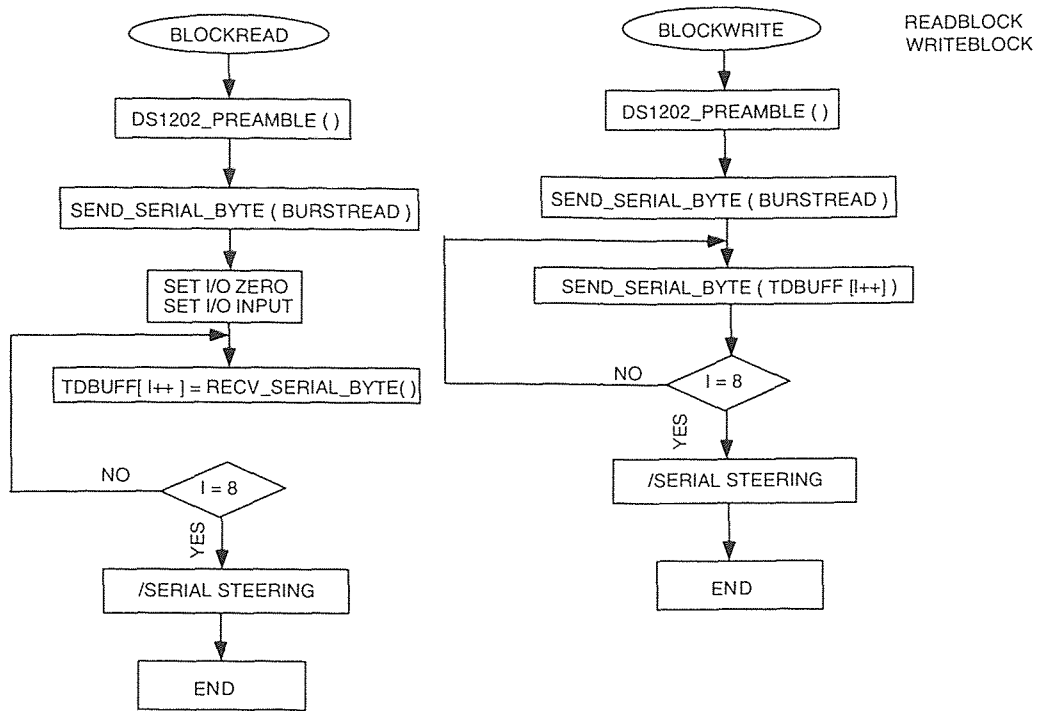 BLOCKREAD
DS1202_PREAMBLE ( )
SEND_SERIAL_BYTE ( BURSTREAD )
SET I/O ZERO
SET I/O INPUT
TDBUFF[ I++ ] = RECV_SERIAL_BYTE( )
NO
I = 8
YES
/SERIAL STEERING
END
BLOCKWRITE
DS1202_PREAMBLE ( )
SEND_SERIAL_BYTE ( BURSTREAD )
SEND_SERIAL_BYTE ( TDBUFF [I++] )
NO
I = 8
YES
/SERIAL STEERING
END
READBLOCK
WRITEBLOCK